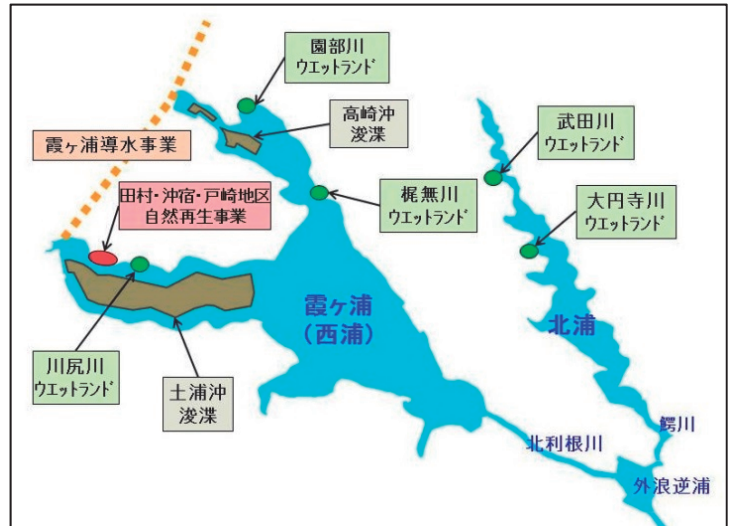 園部川
ウエットランド
高崎沖
浚渫
武田川
ウエットランド
霞ヶ浦導水事業
田村・沖宿・戸崎地区
自然再生事業
梶無川
ウエットランド
大円寺川
ウエットランド
霞ヶ浦
(西浦)
北浦
川尻川
ウエットランド
土浦沖
浚渫
鰐川
北利根川
外浪逆浦